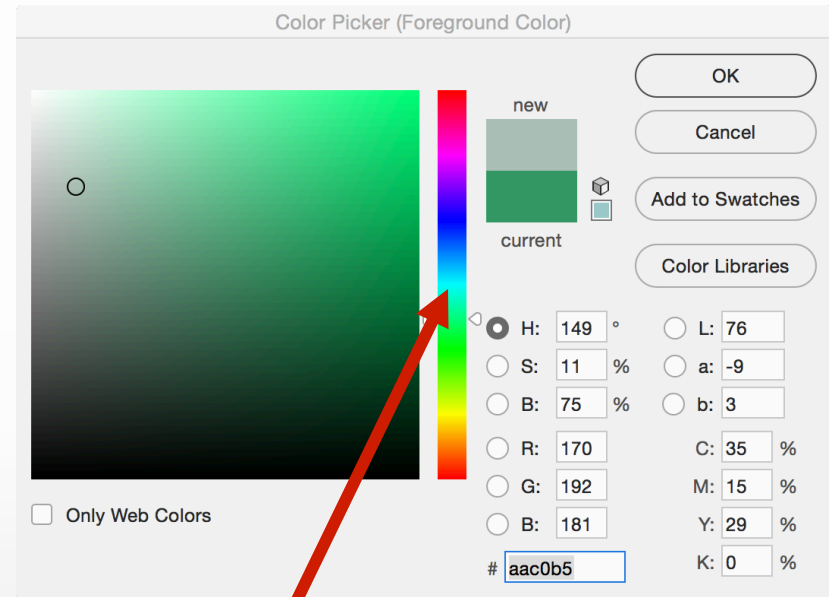 Color Picker (Foreground Color)
new
current
OK
Cancel
Add to Swatches
Color Libraries
H: 149 °
S: 11 %
B: 75 %
R: 170
G: 192
B: 181
# aac0b5
L: 76
a: -9
b: 3
C: 35 %
M: 15 %
Y: 29 %
K: 0 %
Only Web Colors